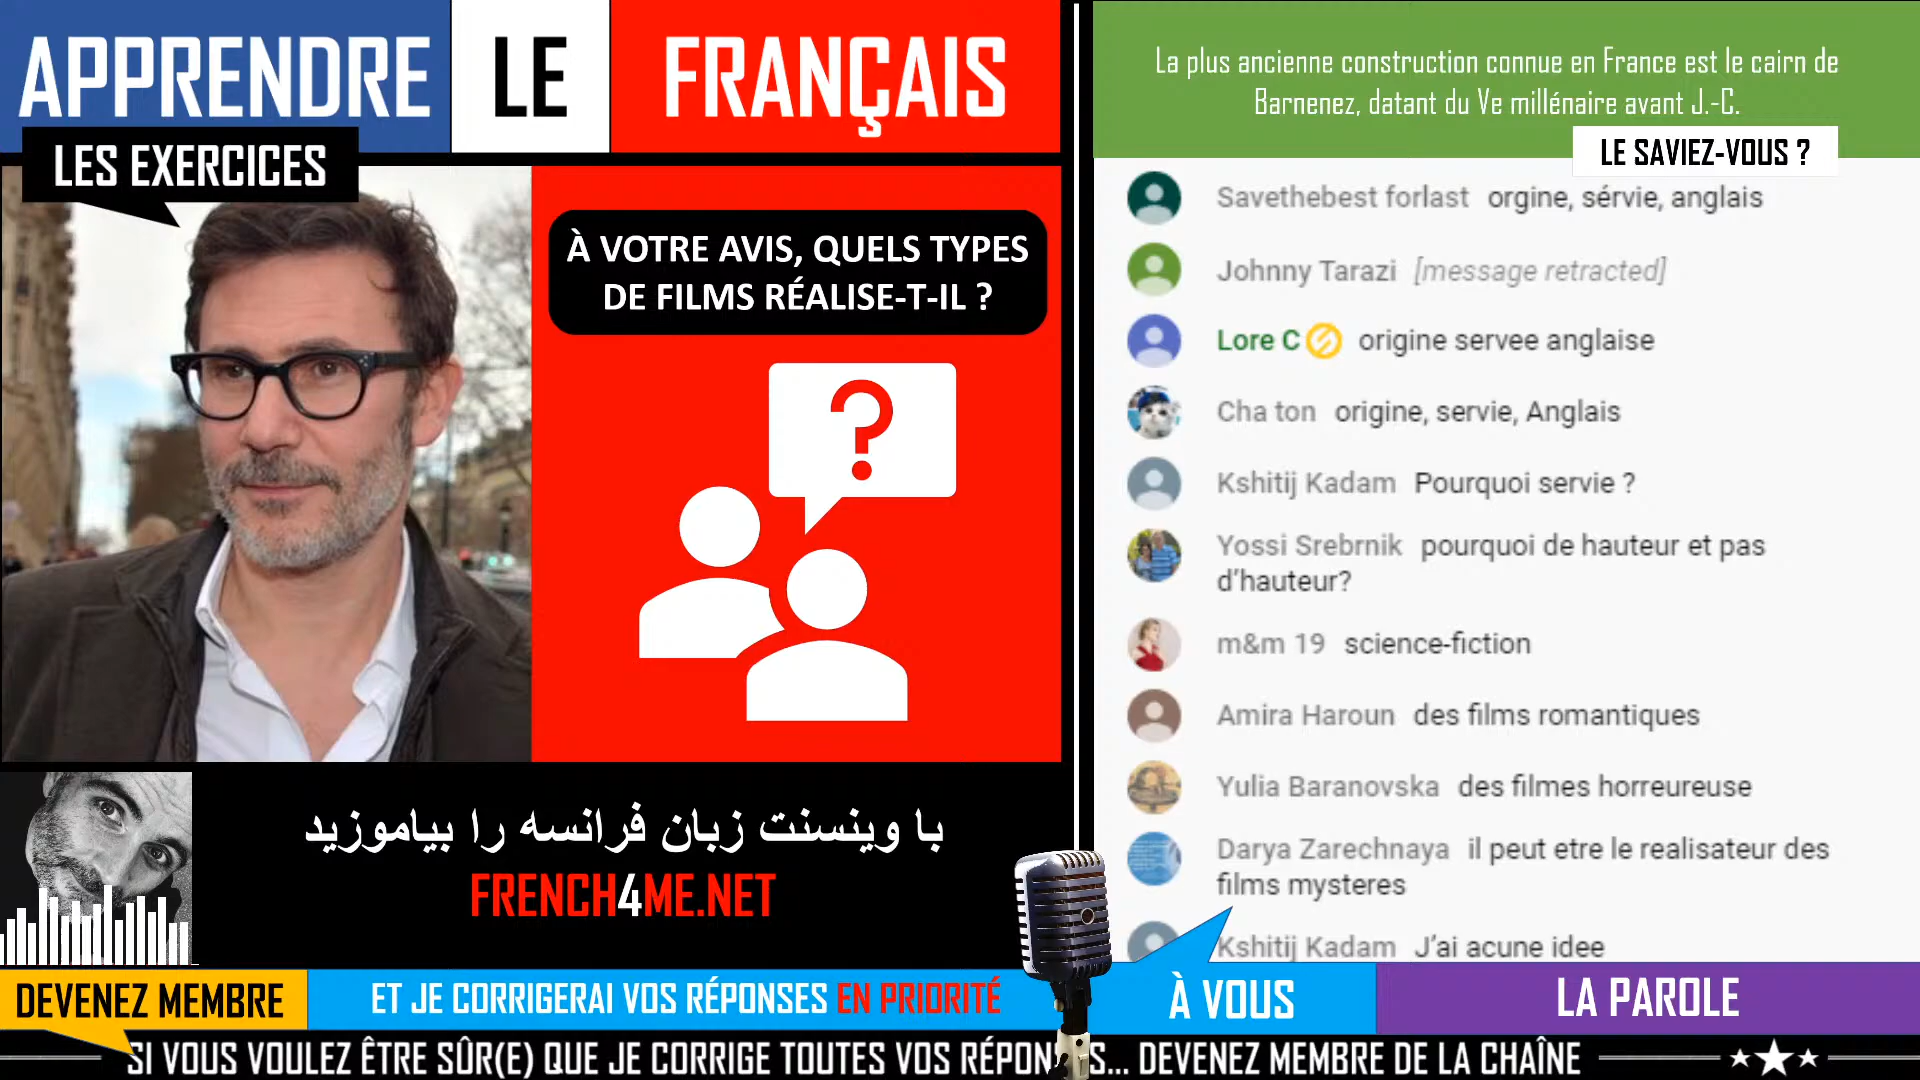 APPRENDRE LE FRANÇAIS
LES EXERCICES
À VOTRE AVIS, QUELS TYPES
DE FILMS RÉALISE-T-IL ?
?
با وینسنت زبان فرانسه را بیاموزید
FRENCH4ME.NET
La plus ancienne construction connue en France est le cairn de
Barnenez, datant du Ve millénaire avant J.-C.
LE SAVIEZ-VOUS ?
Savethebest forlast orgine, sérvie, anglais
Johnny Tarazi [message retracted]
Lore C origine servee anglaise
Cha ton origine, servie, Anglais
Kshitij Kadam Pourquoi servie ?
Yossi Srebrnik pourquoi de hauteur et pas
d'hauteur?
m&m 19 science-fiction
Amira Haroun des films romantiques
Yulia Baranovska des filmes horreureuse
Darya Zarechnaya il peut etre le realisateur des
films mysteres
Kshitij Kadam J'ai acune idee
DEVENEZ MEMBRE
ET JE CORRIGERAI VOS RÉPONSES EN PRIORITÉ
À VOUS
LA PAROLE
SI VOUS VOULEZ ÊTRE SÛR(E) QUE JE CORRIGE TOUTES VOS RÉPONS S... DEVENEZ MEMBRE DE LA CHAÎNE